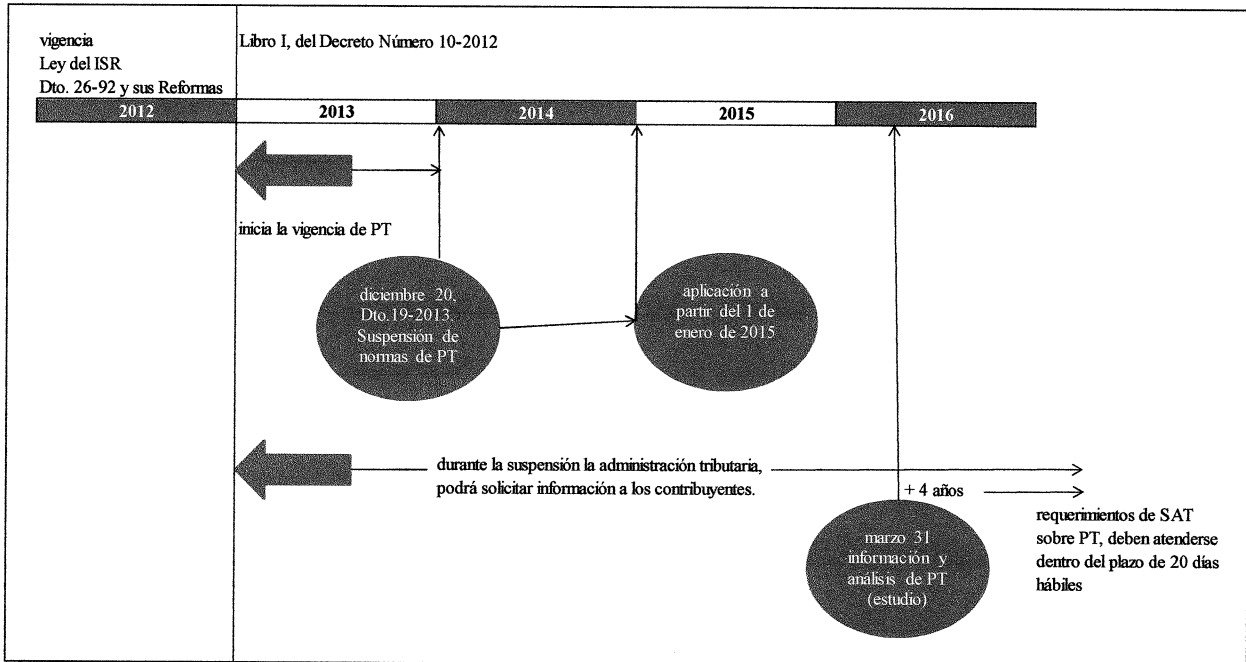 vigencia
Ley del ISR
Dto. 26-92 y sus Reformas
Libro I, del Decreto Número 10-2012
2012
2013
2014
2015
2016
inicia la vigencia de PT
diciembre 20,
Dto.19-2013.
Suspensión de
normas de PT
aplicación a
partir del 1 de
enero de 2015
durante la suspensión la administración tributaria,
podrá solicitar información a los contribuyentes.
+ 4 años
marzo 31
información y
análisis de PT
(estudio)
requerimientos de SAT
sobre PT, deben atenderse
dentro del plazo de 20 días
hábiles